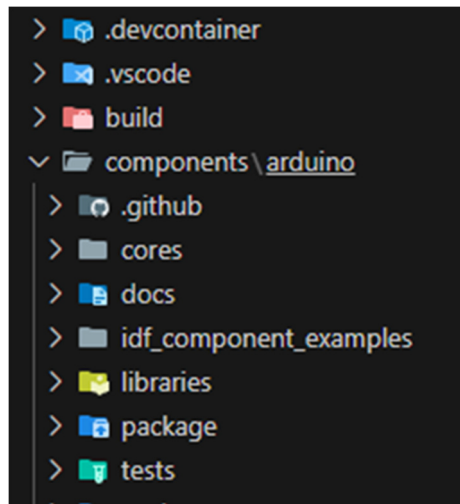 .devcontainer
.vscode
build
components\arduino
.github
cores
docs
idf_component_examples
libraries
package
tests